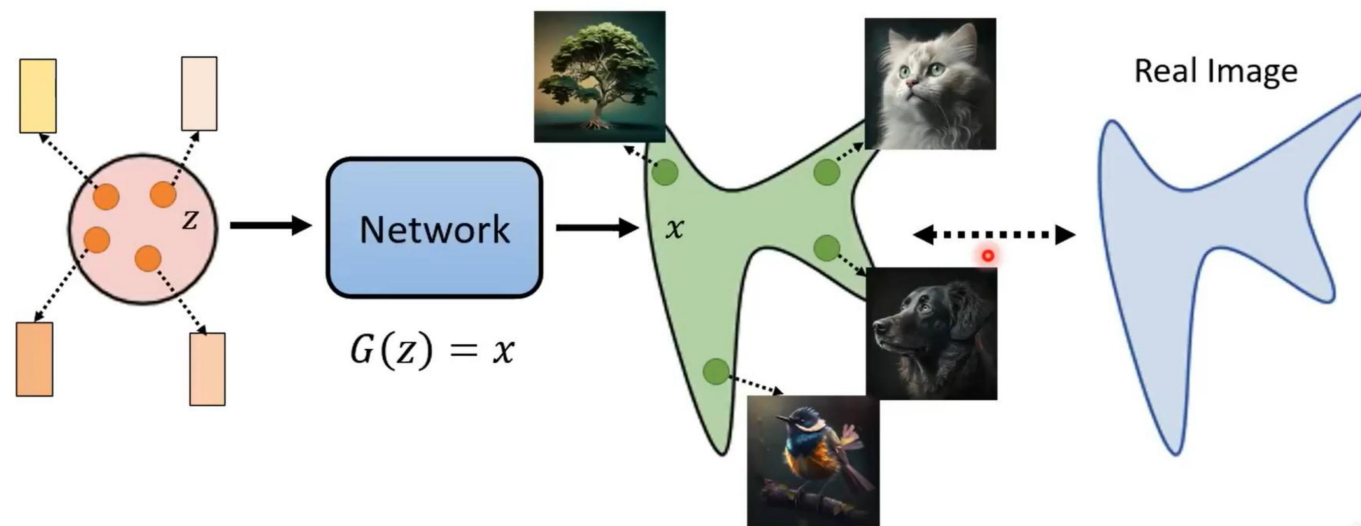 Real Image
z
Network
x
G(z) = x